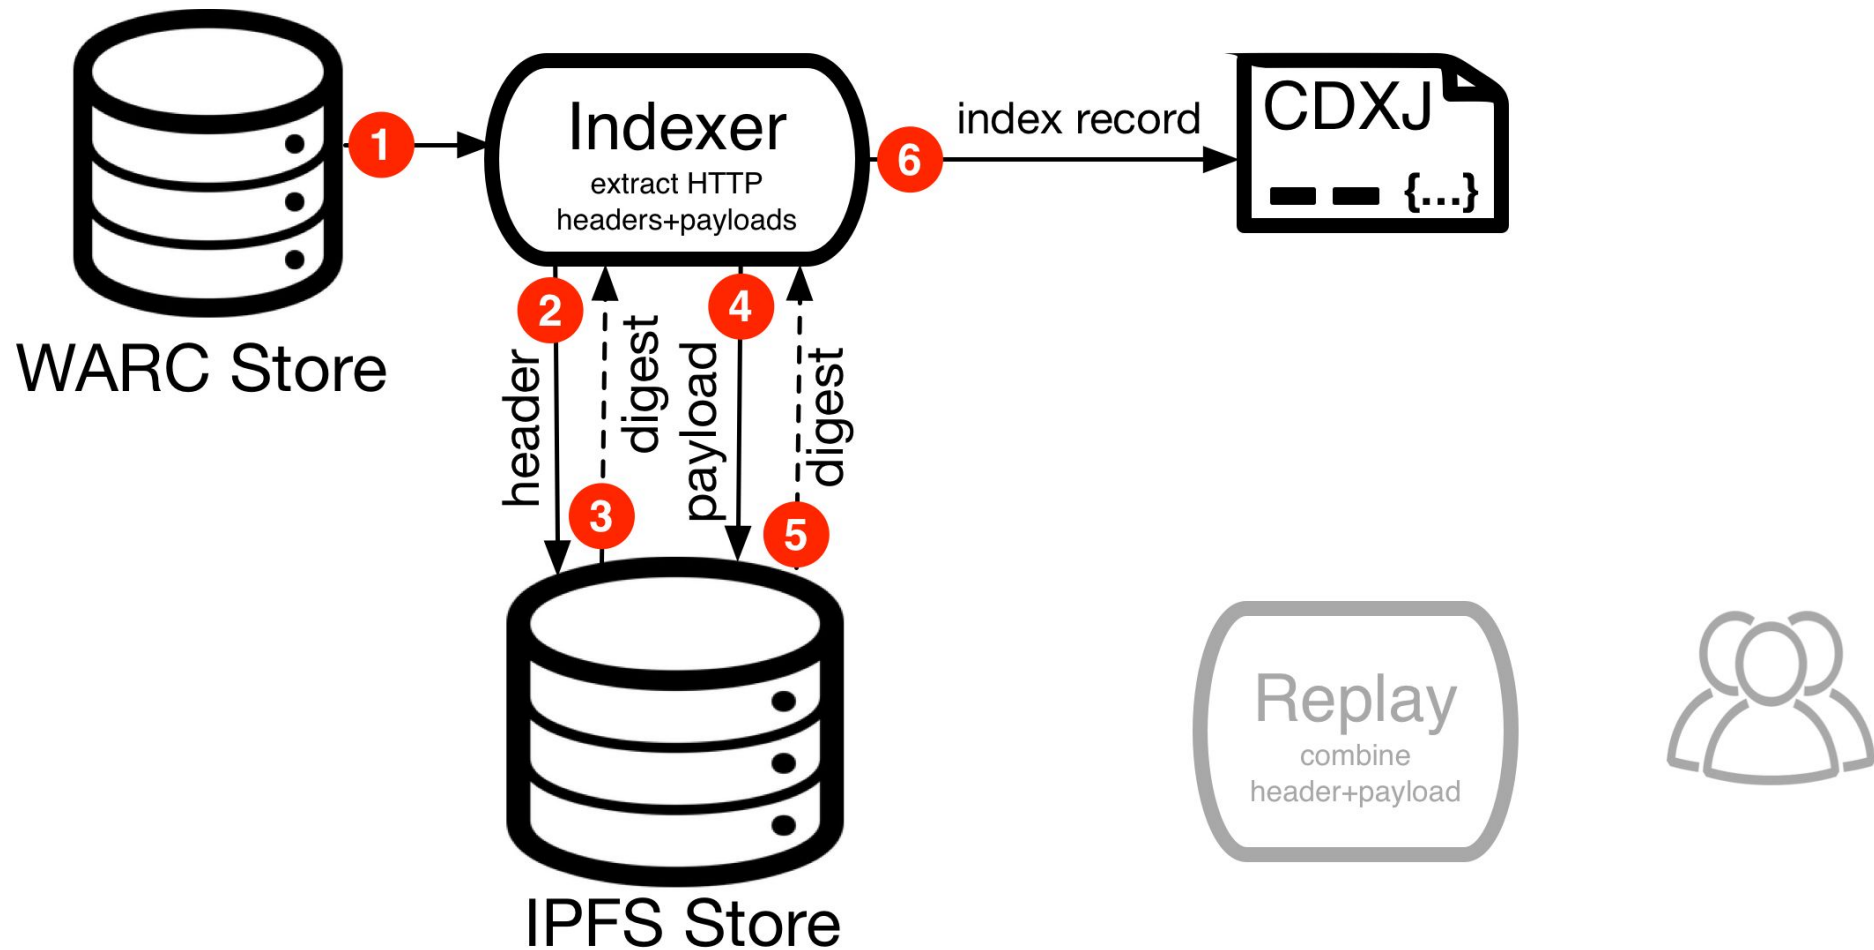 WARC Store
1
Indexer
extract HTTP
headers+payloads
6
index record
CDXJ
{...}
2
header
3
digest
4
payload
5
digest
IPFS Store
Replay
combine
header+payload